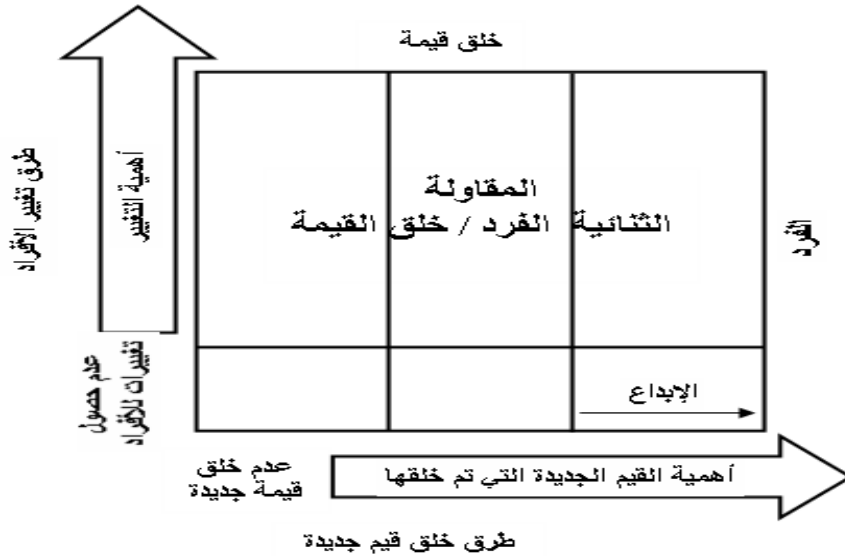 خلق قيمة
طرق تغيير الأفراد
أهمية التغيير
المقاولة
الثنائية الفرد / خلق القيمة
الفرد
عدم حصول
تغييرات للأفراد
الإبداع
عدم خلق
قيمة جديدة
أهمية القيم الجديدة التي تم خلقها
طرق خلق قيم جديدة